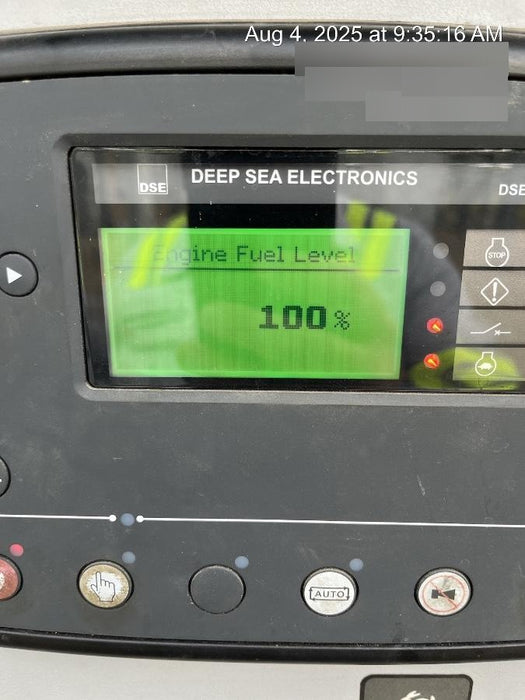 Aug 4, 2025 at 9:35:16 AM
DSE
DEEP SEA ELECTRONICS
DSE
Engine Fuel Level
100%
STOP
AUTO